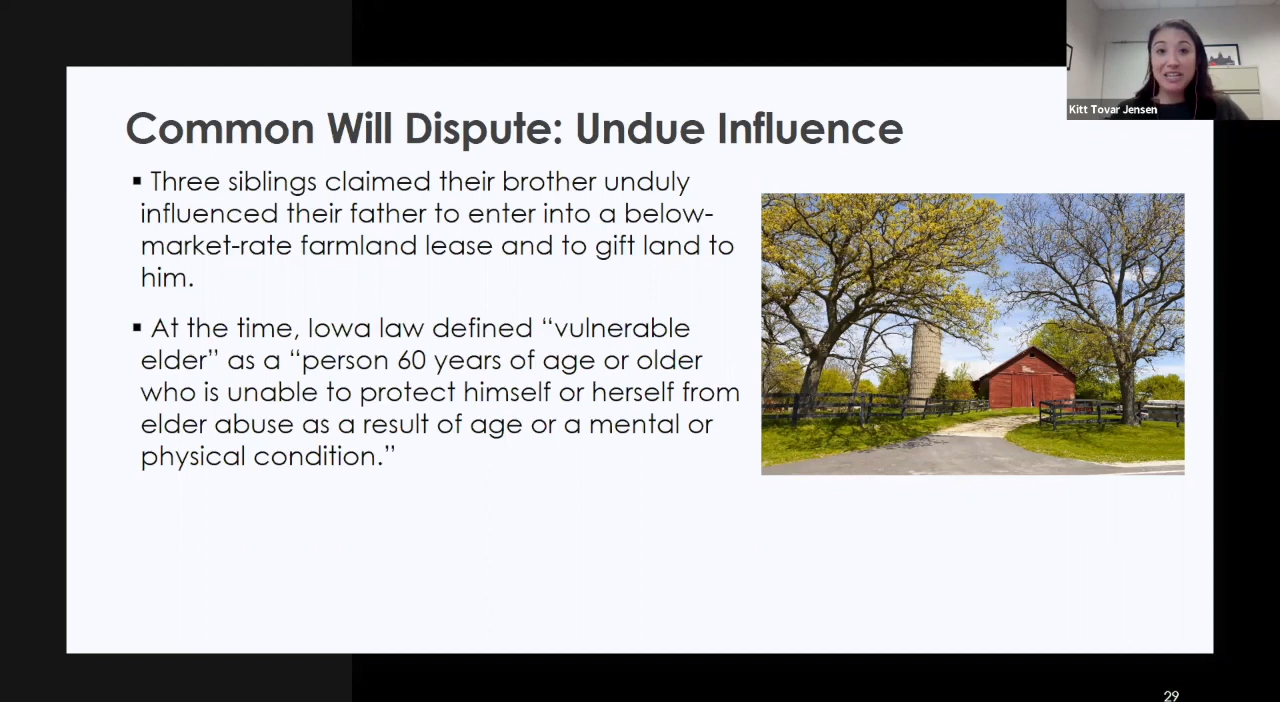 Kitt Tovar Jensen
Common Will Dispute: Undue Influence
▪ Three siblings claimed their brother unduly
influenced their father to enter into a below-
market-rate farmland lease and to gift land to
him.
▪ At the time, Iowa law defined “vulnerable
elder” as a “person 60 years of age or older
who is unable to protect himself or herself from
elder abuse as a result of age or a mental or
physical condition.”
29